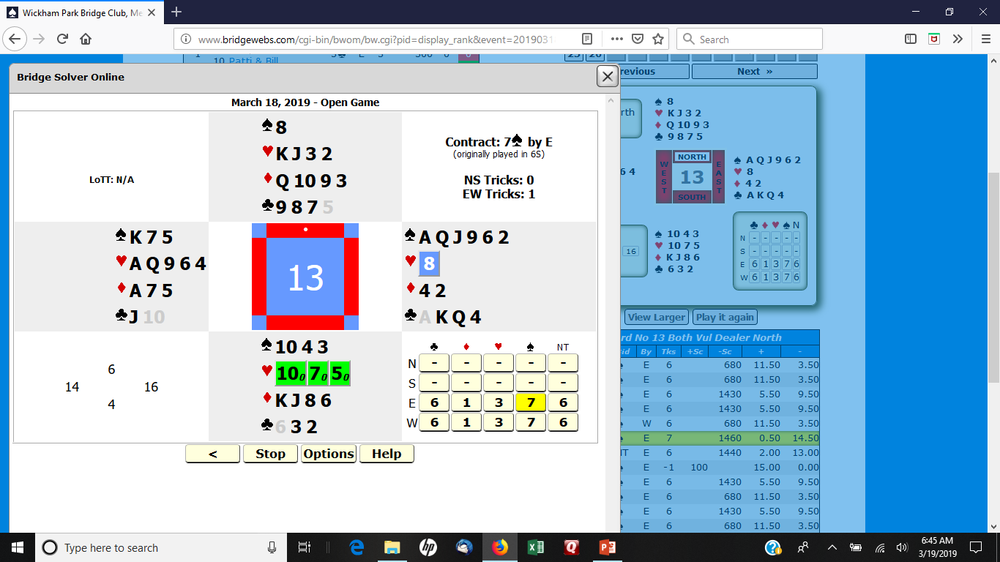 Wickham Park Bridge Club, Me
www.bridgewebs.com/cgi-bin/bwom/bw.cgi?pid=display_rank&event=2019031
Search
10 Patti & Bill
Bridge Solver Online
Next »
March 18, 2019 - Open Game
♠ 8
♥ K J 3 2
♦ Q 10 9 3
♣ 9 8 7 5
Contract: 7♠ by E
(originally played in 6S)
LoTT: N/A
NS Tricks: 0
EW Tricks: 1
♠ K 7 5
♥ A Q 9 6 4
♦ A 7 5
♣ J 10
13
♠ A Q J 9 6 2
♥ 8
♦ 4 2
♣ A K Q 4
♠ 10 4 3
♥ 10 0 7 0 5 0
♦ K J 8 6
♣ 6 3 2
6
14 16
4
♣ ♦ ♥ ♠ NT
N - - - - -
S - - - - -
E 6 1 3 7 6
W 6 1 3 7 6
< Stop Options Help
♠ 8
♥ K J 3 2
♦ Q 10 9 3
♣ 9 8 7 5
6 4
NORTH
WEST 13 EAST
SOUTH
♠ A Q J 9 6 2
♥ 8
♦ 4 2
♣ A K Q 4
16
♠ 10 4 3
♥ 10 7 5
♦ K J 8 6
♣ 6 3 2
♣ ♦ ♥ ♠ N
N - - - - -
S - - - - -
E 6 1 3 7 6
W 6 1 3 7 6
View Larger Play it again
rd No 13 Both Vul Dealer North
By Tks +Sc -Sc + -
E 6 680 11.50 3.50
E 6 680 11.50 3.50
E 6 1430 5.50 9.50
E 6 1430 5.50 9.50
W 6 680 11.50 3.50
E 7 1460 0.50 14.50
E 6 1440 2.00 13.00
E -1 100 15.00 0.00
E 6 1430 5.50 9.50
E 6 680 11.50 3.50
E 6 1430 5.50 9.50
E 6 680 11.50 3.50
Type here to search
6:45 AM
3/19/2019